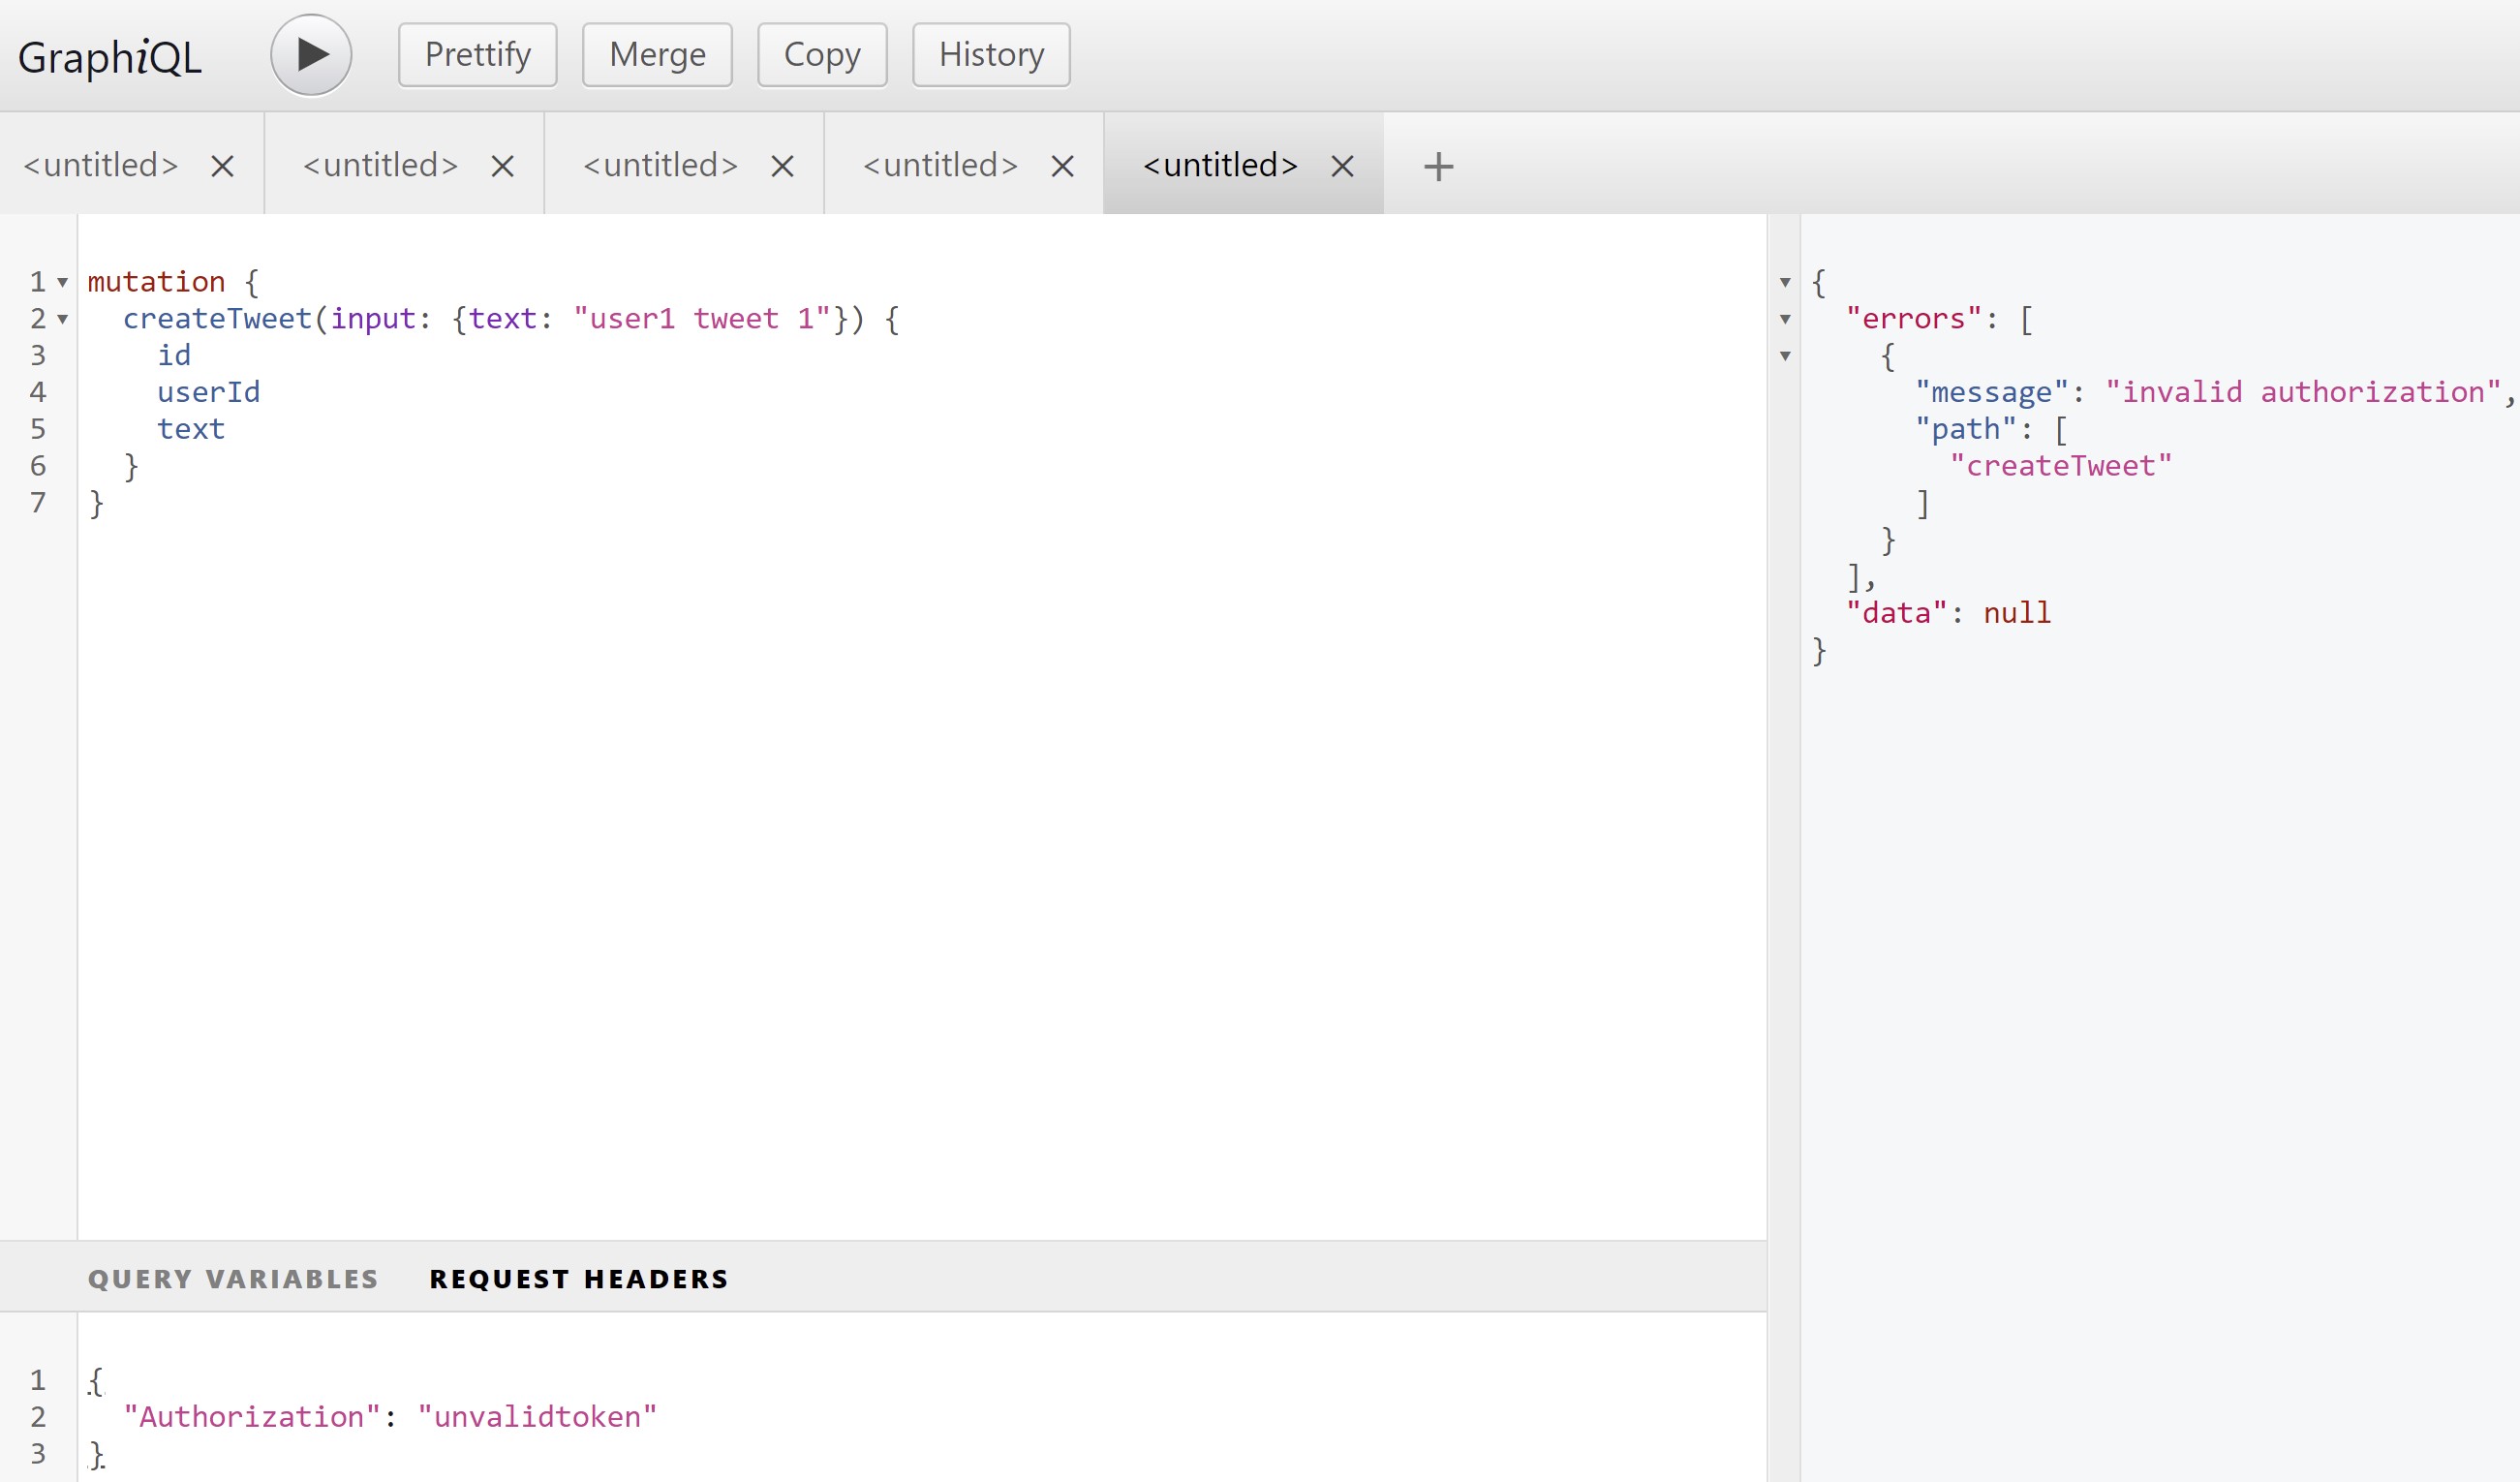 GraphiQL Prettify Merge Copy History
<untitled> × <untitled> × <untitled> × <untitled> × <untitled> × +
1 mutation {
2   createTweet(input: {text: "user1 tweet 1"}) {
3     id
4     userId
5     text
6   }
7 }
QUERY VARIABLES REQUEST HEADERS
1 {
2   "Authorization": "unvalidtoken"
3 }
{
  "errors": [
    {
      "message": "invalid authorization",
      "path": [
        "createTweet"
      ]
    }
  ],
  "data": null
}